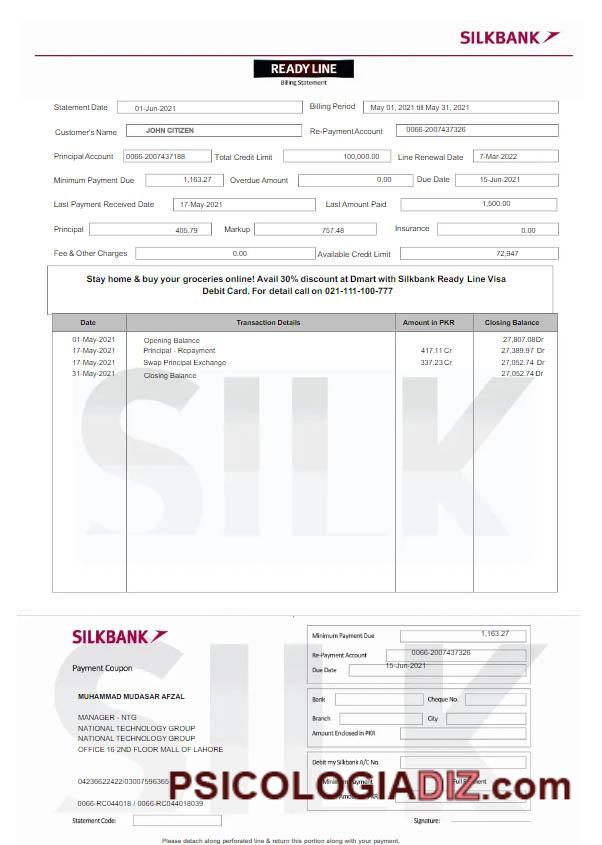 SILKBANK
READY LINE
Billing Statement
Statement Date 01-Jun-2021 Billing Period May 01, 2021 till May 31, 2021
Customer's Name JOHN CITIZEN Re-Payment Account 0066-2007437326
Principal Account 0066-2007437188 Total Credit Limit 100,000.00 Line Renewal Date 7-Mar-2022
Minimum Payment Due 1,163.27 Overdue Amount 0.00 Due Date 15-Jun-2021
Last Payment Received Date 17-May-2021 Last Amount Paid 1,500.00
Principal 405.79 Markup 757.48 Insurance 0.00
Fee & Other Charges 0.00 Available Credit Limit 72,947
Stay home & buy your groceries online! Avail 30% discount at Dmart with Silkbank Ready Line Visa
Debit Card. For detail call on 021-111-100-777
Date Transaction Details Amount in PKR Closing Balance
01-May-2021 Opening Balance 27,807.08 Dr
17-May-2021 Principal - Repayment 417.11 Cr 27,389.97 Dr
17-May-2021 Swap Principal Exchange 337.23 Cr 27,052.74 Dr
31-May-2021 Closing Balance 27,052.74 Dr
SILK
SILKBANK
Payment Coupon
MUHAMMAD MUDASAR AFZAL
MANAGER - NTG
NATIONAL TECHNOLOGY GROUP
NATIONAL TECHNOLOGY GROUP
OFFICE 16 2ND FLOOR MALL OF LAHORE
04236622422/03007596365
0066-RC044018 / 0066-RC044018039
Statement Code:
Minimum Payment Due 1,163.27
Re-Payment Account 0066-2007437326
Due Date 15-Jun-2021
Bank Cheque No.
Branch City
Amount Enclosed in PKR
Debit my Silkbank A/C No.
Signature:
SILK
PSICOLOGIADIZ.com
Please detach along perforated line & return this portion along with your payment.